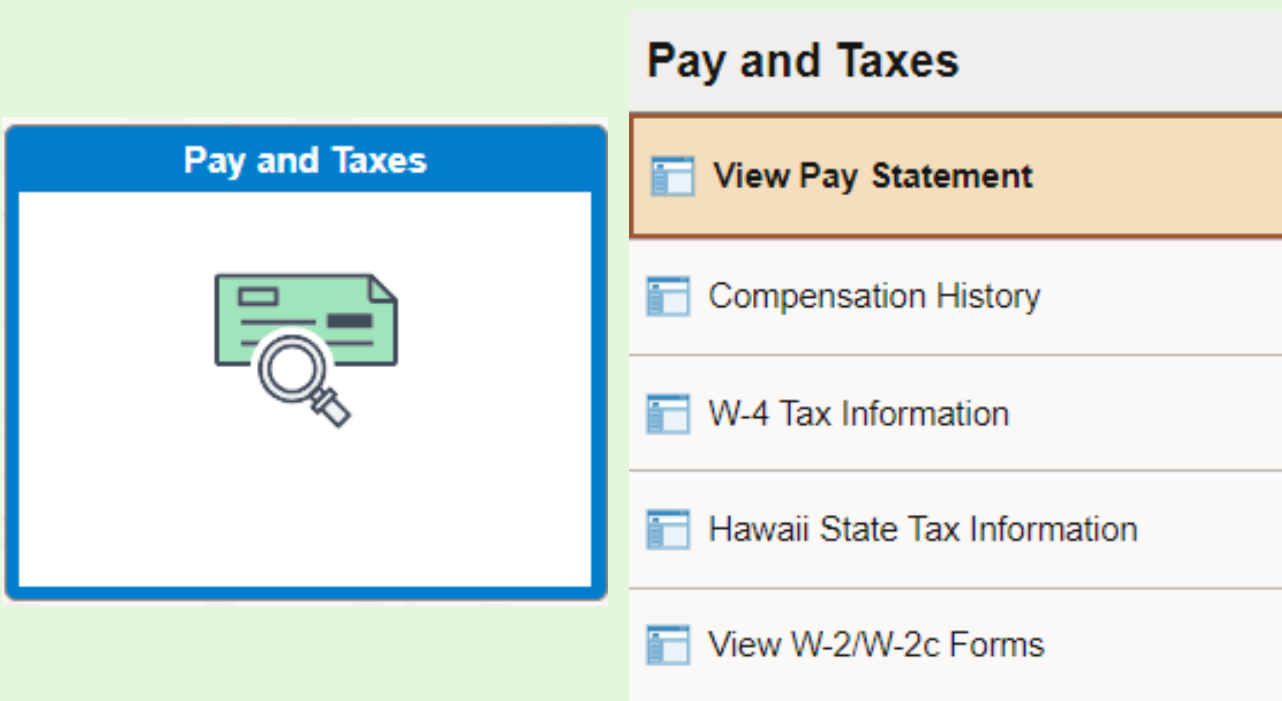 Pay and Taxes
Pay and Taxes
View Pay Statement
Compensation History
W-4 Tax Information
Hawaii State Tax Information
View W-2/W-2c Forms